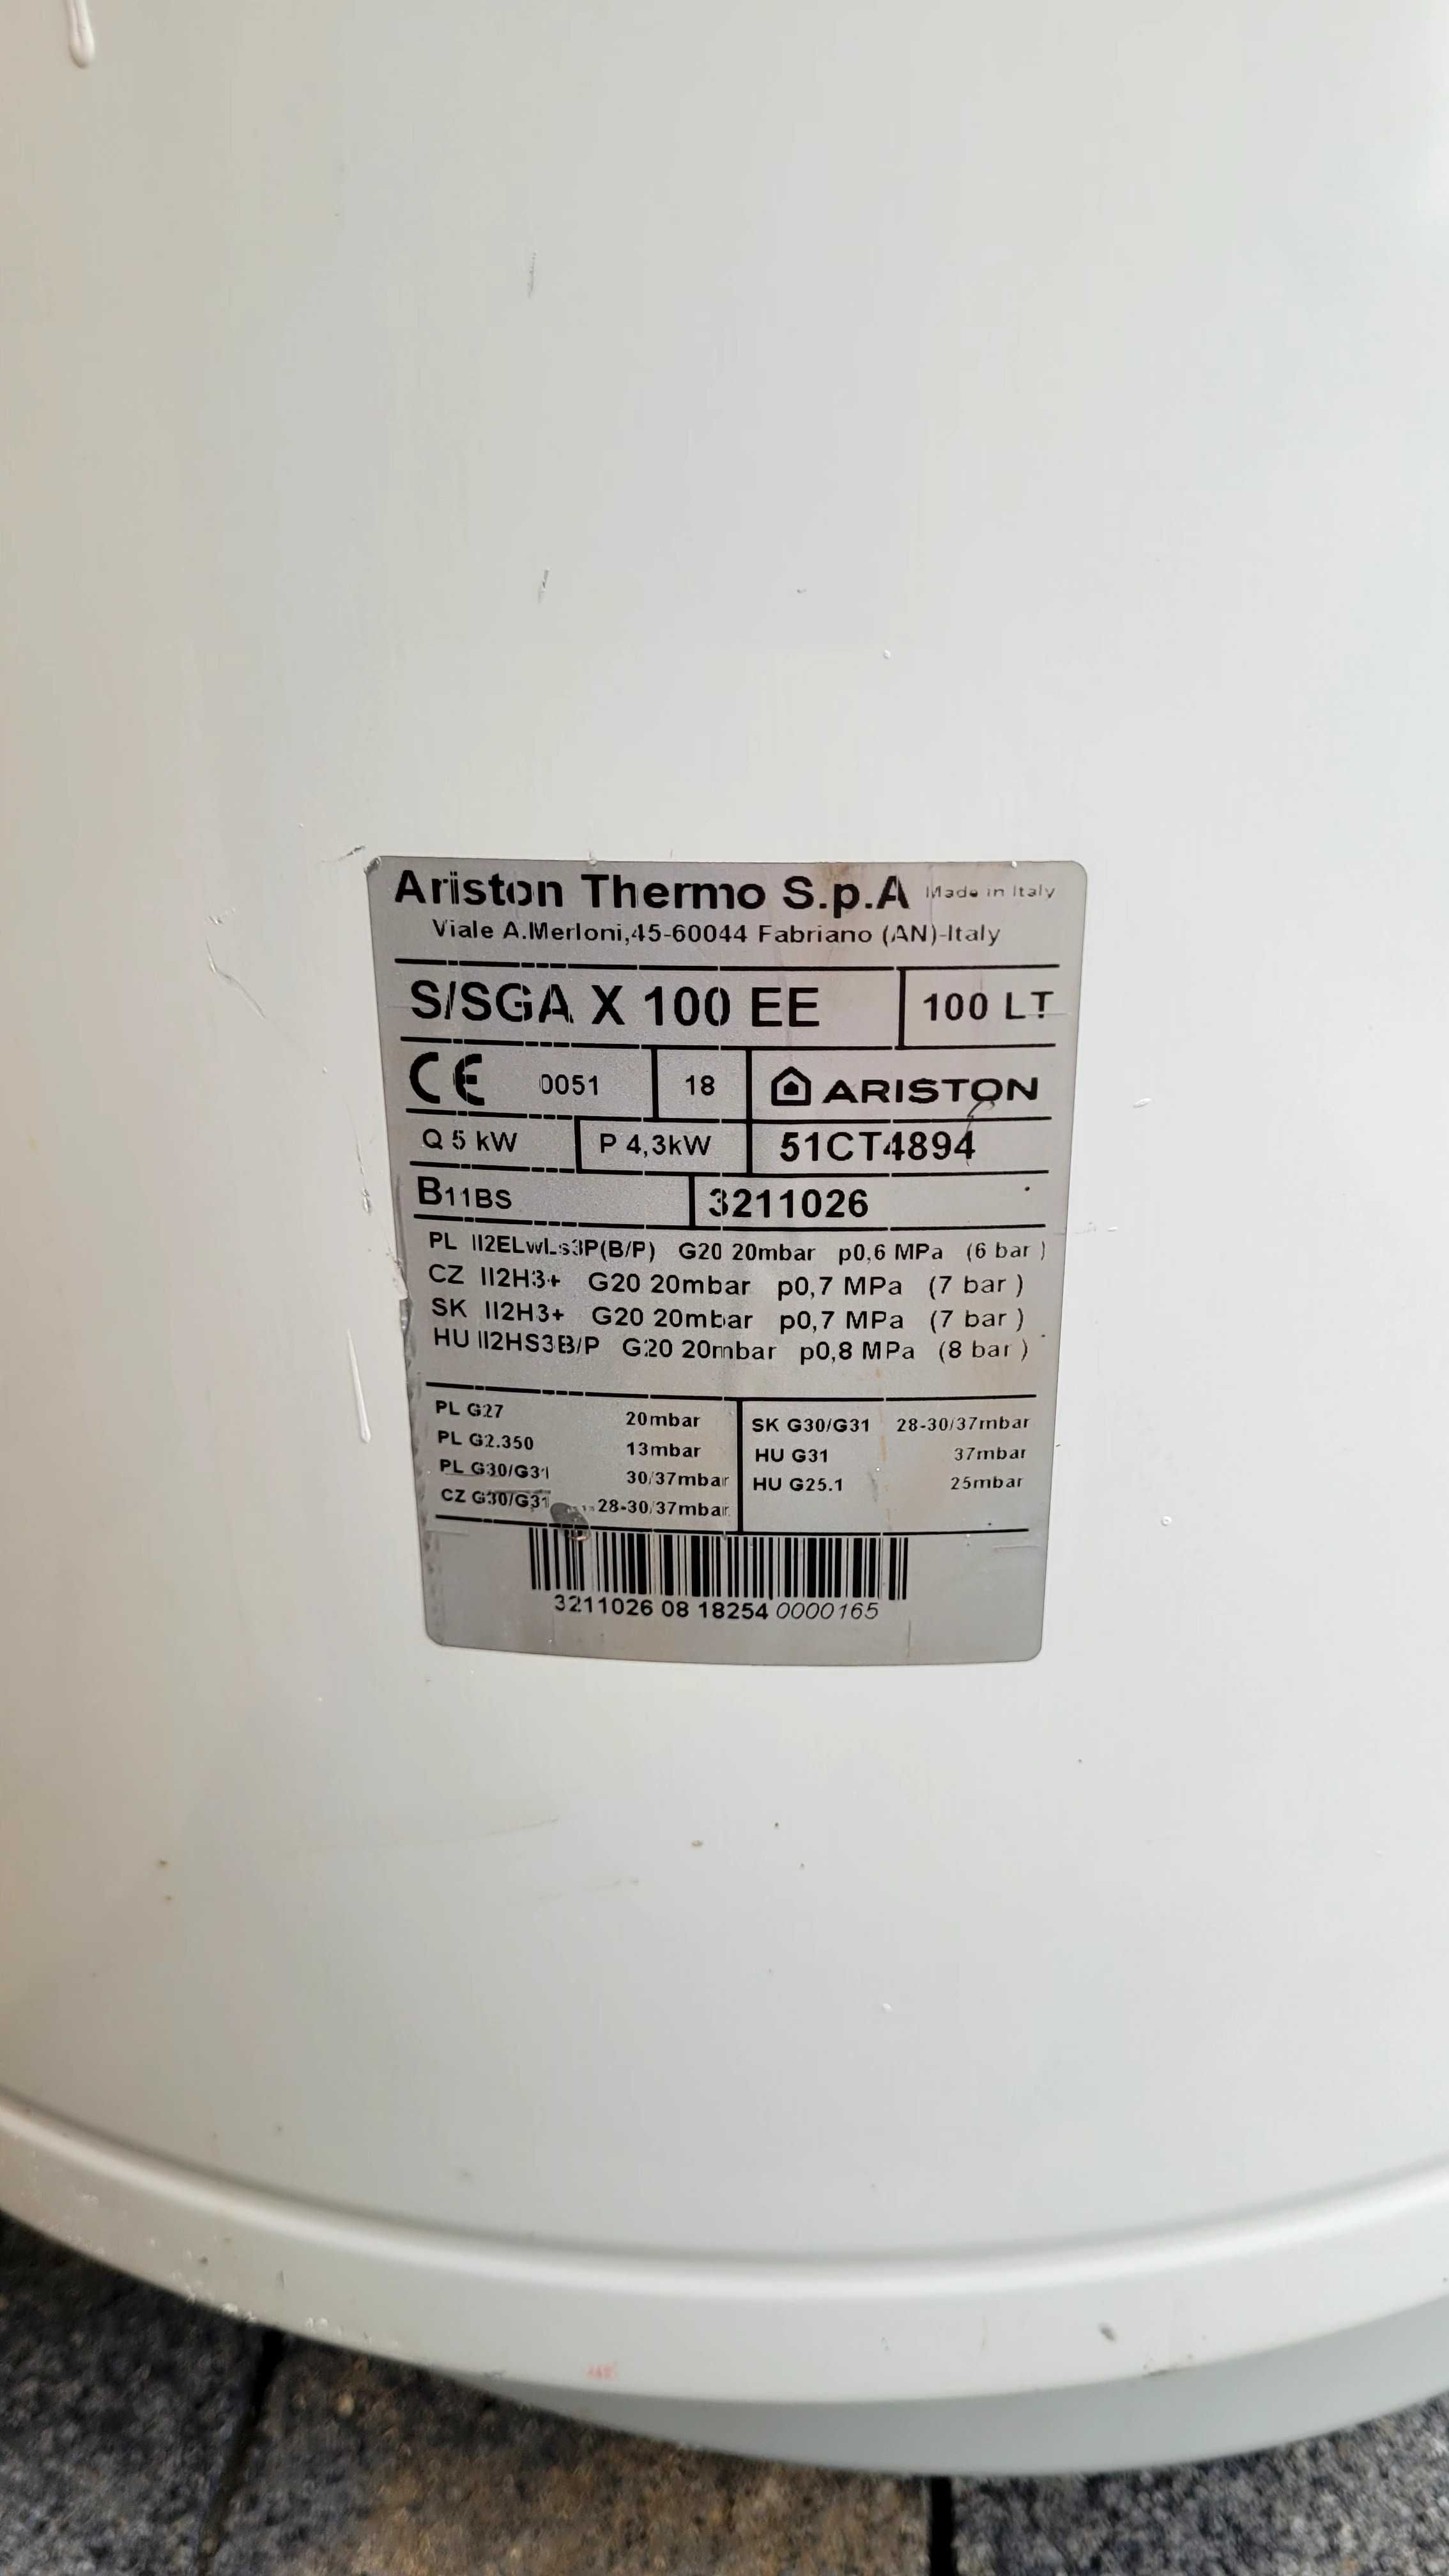 Ariston Thermo S.p.A Made in Italy
Viale A.Merloni,45-60044 Fabriano (AN)-Italy
S/SGA X 100 EE 100 LT
CE 0051 18 ARISTON
Q 5 kW P 4,3kW 51CT4894
B11BS 3211026
PL II2ELwLs3P(B/P) G20 20mbar p0,6 MPa (6 bar )
CZ II2H3+ G20 20mbar p0,7 MPa (7 bar )
SK II2H3+ G20 20mbar p0,7 MPa (7 bar )
HU II2HS3B/P G20 20mbar p0,8 MPa (8 bar )
PL G27 20mbar
PL G2.350 13mbar
PL G30/G31 30/37mbar
CZ G30/G31 28-30/37mbar
SK G30/G31 28-30/37mbar
HU G31 37mbar
HU G25.1 25mbar
3211026 08 18254 0000165